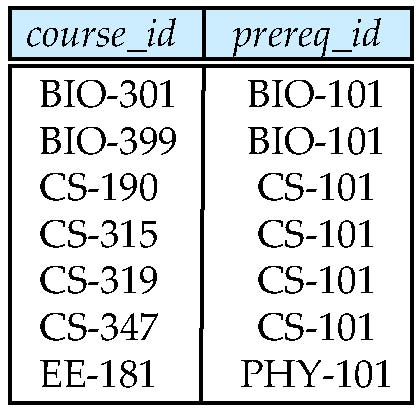 course_id prereq_id
BIO-301 BIO-101
BIO-399 BIO-101
CS-190 CS-101
CS-315 CS-101
CS-319 CS-101
CS-347 CS-101
EE-181 PHY-101